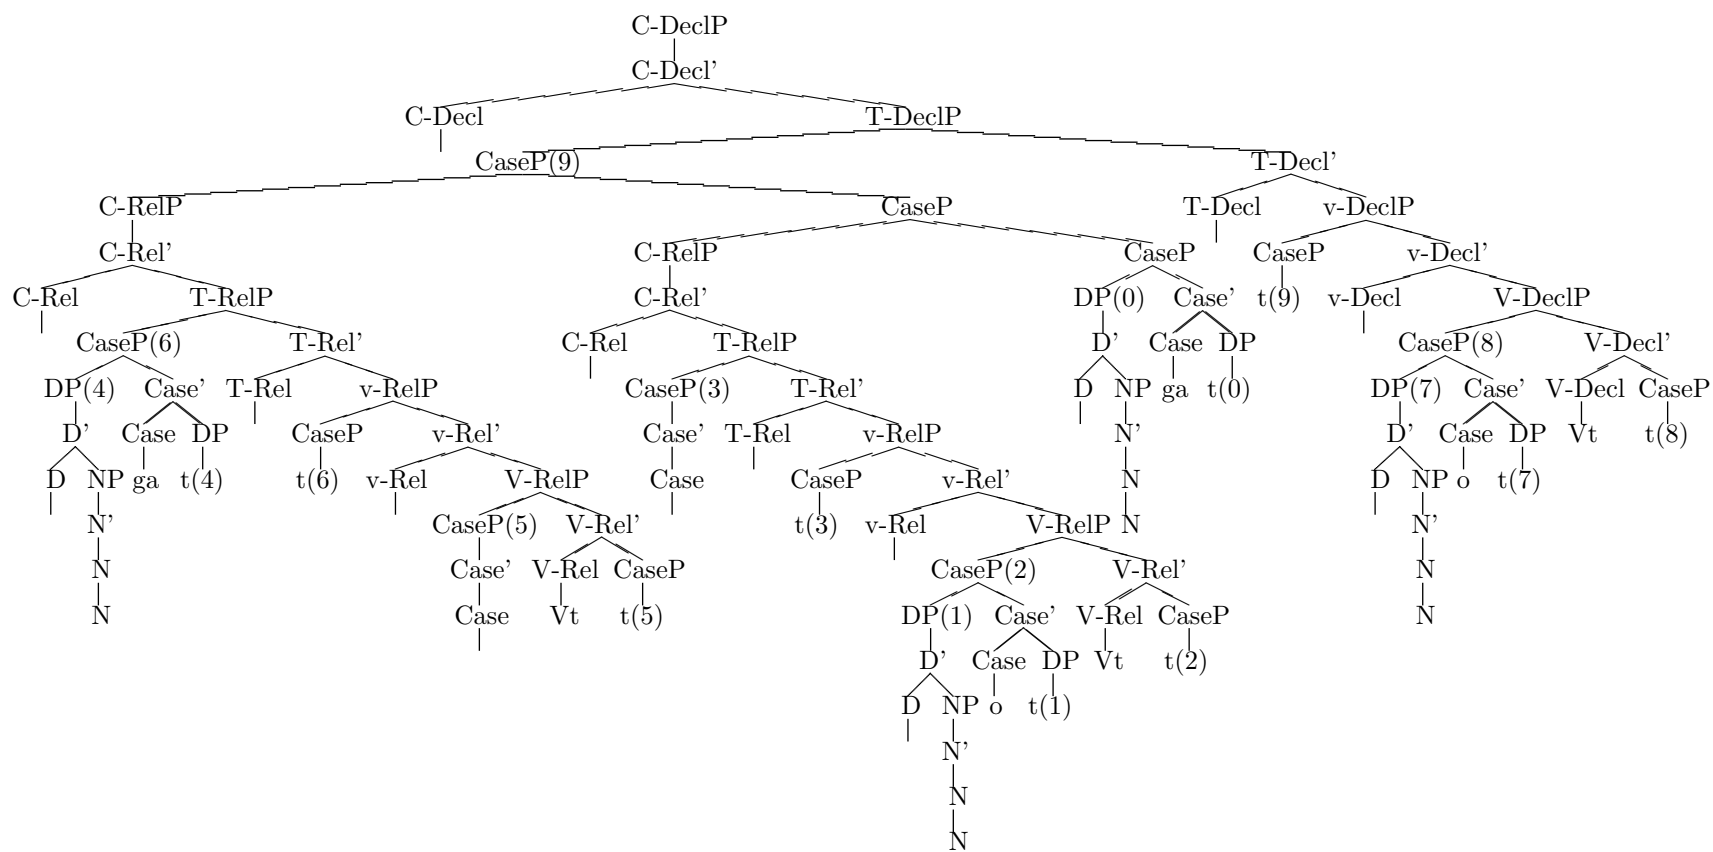 C-DeclP
C-Decl’
C-Decl T-DeclP
CaseP(9) T-Decl’
C-RelP CaseP T-Decl v-DeclP
C-Rel’ C-RelP CaseP CaseP v-Decl’
C-Rel T-RelP C-Rel’ DP(0) Case’ t(9) v-Decl V-DeclP
CaseP(6) T-Rel’ C-Rel T-RelP D’ Case DP CaseP(8) V-Decl’
DP(4) Case’ T-Rel v-RelP CaseP(3) T-Rel’ D NP ga t(0) DP(7) Case’ V-Decl CaseP
D’ Case DP CaseP v-Rel’ Case’ T-Rel v-RelP N’ D’ Case DP Vt t(8)
D NP ga t(4) t(6) v-Rel V-RelP Case CaseP v-Rel’ N D NP o t(7)
N’ CaseP(5) V-Rel’ t(3) v-Rel V-RelP N N’
N Case’ V-Rel CaseP CaseP(2) V-Rel’ N
N Case Vt t(5) DP(1) Case’ V-Rel CaseP N
D’ Case DP Vt t(2)
D NP o t(1)
N’
N
N